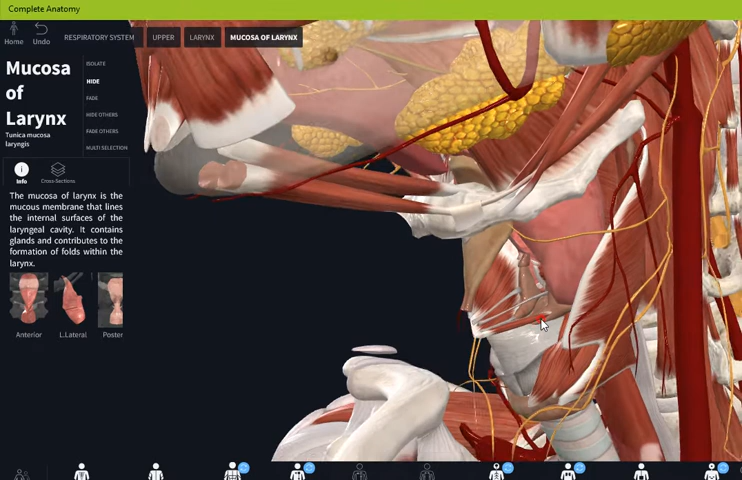 Complete Anatomy
Home
Undo
RESPIRATORY SYSTEM
UPPER
LARYNX
MUCOSA OF LARYNX
Mucosa
of
Larynx
Tunica mucosa
laryngis
ISOLATE
HIDE
FADE
HIDE OTHERS
FADE OTHERS
MULTI SELECTION
i
Info
Cross-Sections
The mucosa of larynx is the
mucous membrane that lines
the internal surfaces of the
laryngeal cavity. It contains
glands and contributes to the
formation of folds within the
larynx.
Anterior
L.Lateral
Poster